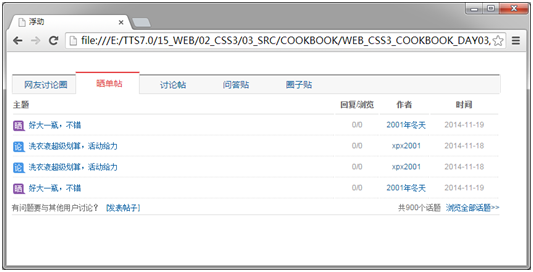 浮动
file:///E:/TTS7.0/15_WEB/02_CSS3/03_SRC/COOKBOOK/WEB_CSS3_COOKBOOK_DAY03,
网友讨论圈 晒单帖 讨论帖 问答贴 圈子贴
主题 回复/浏览 作者 时间
晒 好大一瓶，不错 0/0 2001年冬天 2014-11-19
论 洗衣液超级划算，活动给力 0/0 xpx2001 2014-11-18
论 洗衣液超级划算，活动给力 0/0 xpx2001 2014-11-18
晒 好大一瓶，不错 0/0 2001年冬天 2014-11-19
有问题要与其他用户讨论？ [发表帖子] 共900个话题 浏览全部话题>>